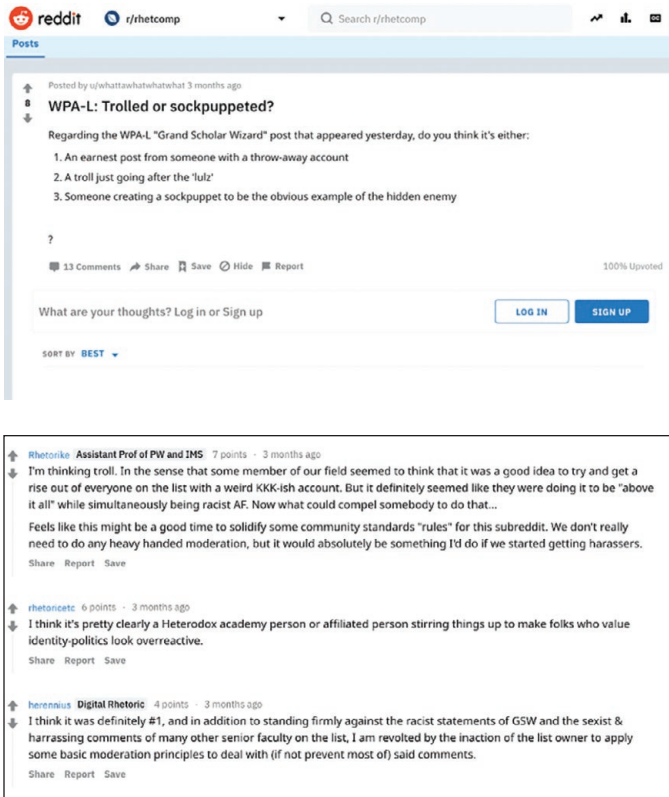 reddit r/rhetcomp Search r/rhetcomp
Posts
Posted by u/whattawhatwhatwhat 3 months ago
8
WPA-L: Trolled or sockpuppeted?
Regarding the WPA-L "Grand Scholar Wizard" post that appeared yesterday, do you think it's either:
1. An earnest post from someone with a throw-away account
2. A troll just going after the 'lulz'
3. Someone creating a sockpuppet to be the obvious example of the hidden enemy
?
13 Comments Share Save Hide Report 100% Upvoted
What are your thoughts? Log in or Sign up LOG IN SIGN UP
SORT BY BEST
Rhetorike Assistant Prof of PW and IMS 7 points · 3 months ago
I'm thinking troll. In the sense that some member of our field seemed to think that it was a good idea to try and get a
rise out of everyone on the list with a weird KKK-ish account. But it definitely seemed like they were doing it to be "above
it all" while simultaneously being racist AF. Now what could compel somebody to do that...
Feels like this might be a good time to solidify some community standards "rules" for this subreddit. We don't really
need to do any heavy handed moderation, but it would absolutely be something I'd do if we started getting harassers.
Share Report Save
rhetoricetc 6 points · 3 months ago
I think it's pretty clearly a Heterodox academy person or affiliated person stirring things up to make folks who value
identity-politics look overreactive.
Share Report Save
herennius Digital Rhetoric 4 points · 3 months ago
I think it was definitely #1, and in addition to standing firmly against the racist statements of GSW and the sexist &
harrassing comments of many other senior faculty on the list, I am revolted by the inaction of the list owner to apply
some basic moderation principles to deal with (if not prevent most of) said comments.
Share Report Save